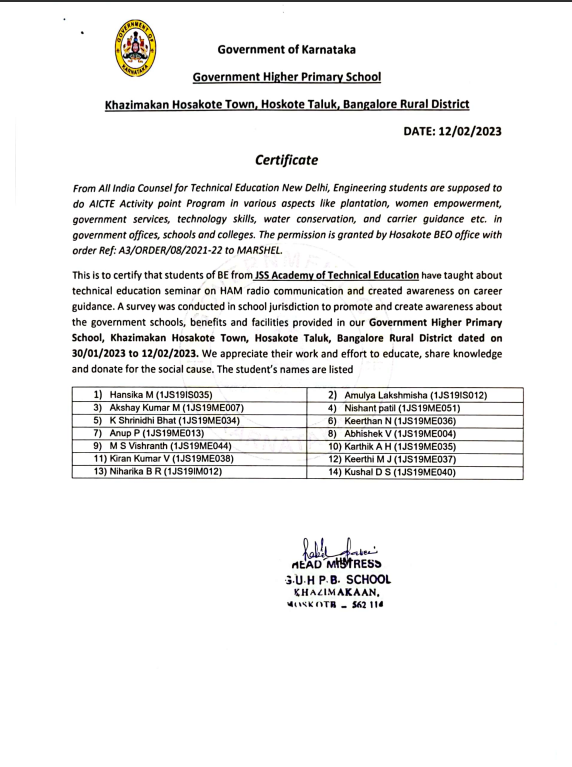 GOVERNMENT OF
KARNATAKA
Government of Karnataka
Government Higher Primary School
Khazimakan Hosakote Town, Hoskote Taluk, Bangalore Rural District
DATE: 12/02/2023
Certificate
From All India Counsel for Technical Education New Delhi, Engineering students are supposed to
do AICTE Activity point Program in various aspects like plantation, women empowerment,
government services, technology skills, water conservation, and carrier guidance etc. in
government offices, schools and colleges. The permission is granted by Hosakote BEO office with
order Ref: A3/ORDER/08/2021-22 to MARSHEL.
This is to certify that students of BE from JSS Academy of Technical Education have taught about
technical education seminar on HAM radio communication and created awareness on career
guidance. A survey was conducted in school jurisdiction to promote and create awareness about
the government schools, benefits and facilities provided in our Government Higher Primary
School, Khazimakan Hosakote Town, Hosakote Taluk, Bangalore Rural District dated on
30/01/2023 to 12/02/2023. We appreciate their work and effort to educate, share knowledge
and donate for the social cause. The student's names are listed
1) Hansika M (1JS19IS035) 2) Amulya Lakshmisha (1JS19IS012)
3) Akshay Kumar M (1JS19ME007) 4) Nishant patil (1JS19ME051)
5) K Shrinidhi Bhat (1JS19ME034) 6) Keerthan N (1JS19ME036)
7) Anup P (1JS19ME013) 8) Abhishek V (1JS19ME004)
9) M S Vishranth (1JS19ME044) 10) Karthik A H (1JS19ME035)
11) Kiran Kumar V (1JS19ME038) 12) Keerthi M J (1JS19ME037)
13) Niharika B R (1JS19IM012) 14) Kushal D S (1JS19ME040)
HEAD MISTRESS
G.U.H P.B. SCHOOL
KHAZIMAKAAN,
HOSKOTE - 562 114